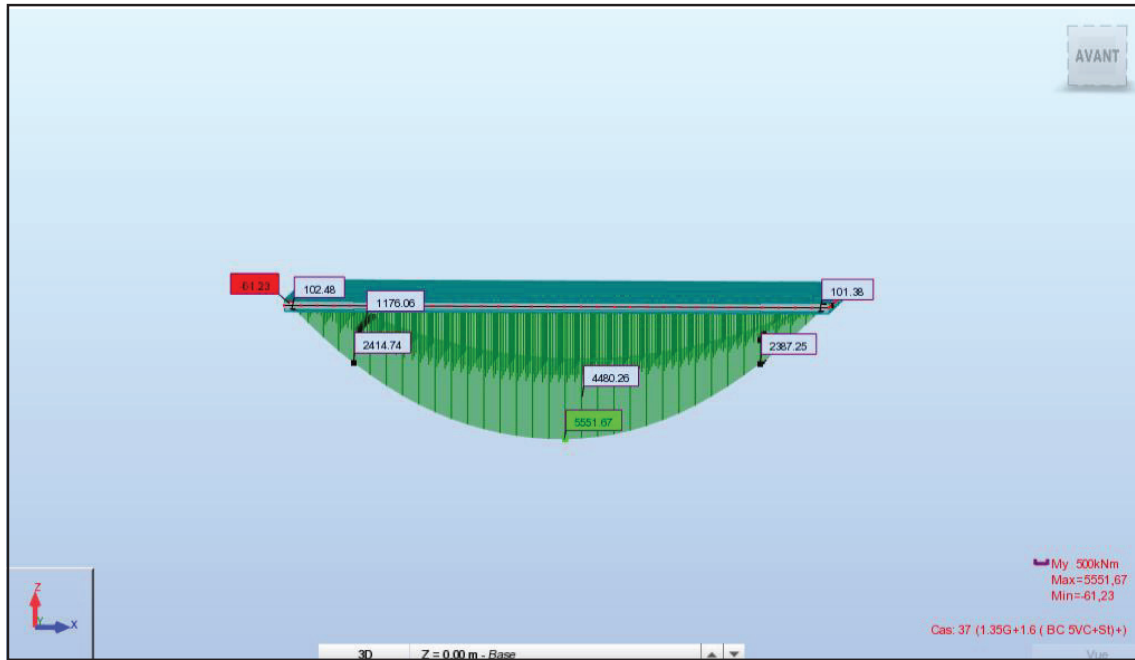 AVANT
-61.23
102.48
101.38
1176.06
2414.74
2387.25
4480.26
5551.67
My 500kNm
Max=5551,67
Min=-61,23
Cas: 37 (1.35G+1.6 ( BC 5VC+St)+)
Z
Y
X
3D Z = 0.00 m - Base
Vue